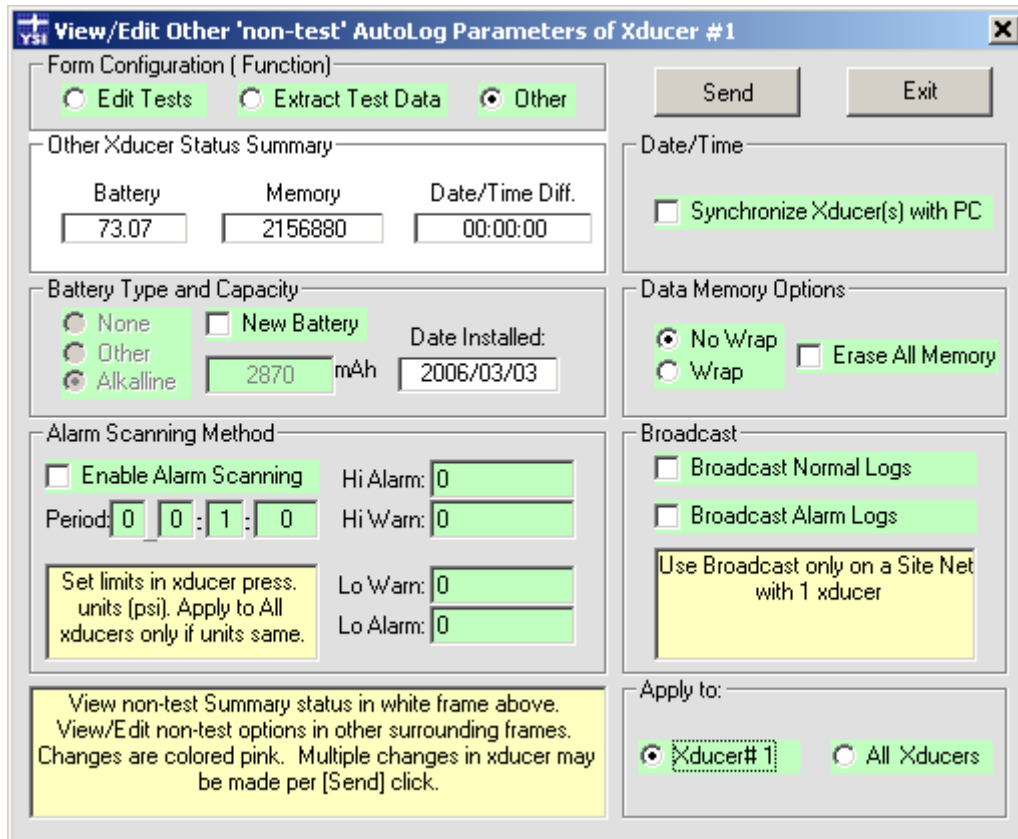 YSI View/Edit Other 'non-test' AutoLog Parameters of Xducer #1
Form Configuration ( Function)
Edit Tests Extract Test Data Other
Send Exit
Other Xducer Status Summary
Battery Memory Date/Time Diff.
73.07 2156880 00:00:00
Date/Time
Synchronize Xducer(s) with PC
Battery Type and Capacity
None
Other
Alkalline
New Battery
2870 mAh
Date Installed:
2006/03/03
Data Memory Options
No Wrap
Wrap
Erase All Memory
Alarm Scanning Method
Enable Alarm Scanning
Period: 0 _ 0 : 1 : 0
Hi Alarm: 0
Hi Warn: 0
Set limits in xducer press.
units (psi). Apply to All
xducers only if units same.
Lo Warn: 0
Lo Alarm: 0
Broadcast
Broadcast Normal Logs
Broadcast Alarm Logs
Use Broadcast only on a Site Net
with 1 xducer
View non-test Summary status in white frame above.
View/Edit non-test options in other surrounding frames.
Changes are colored pink. Multiple changes in xducer may
be made per [Send] click.
Apply to:
Xducer# 1 All Xducers